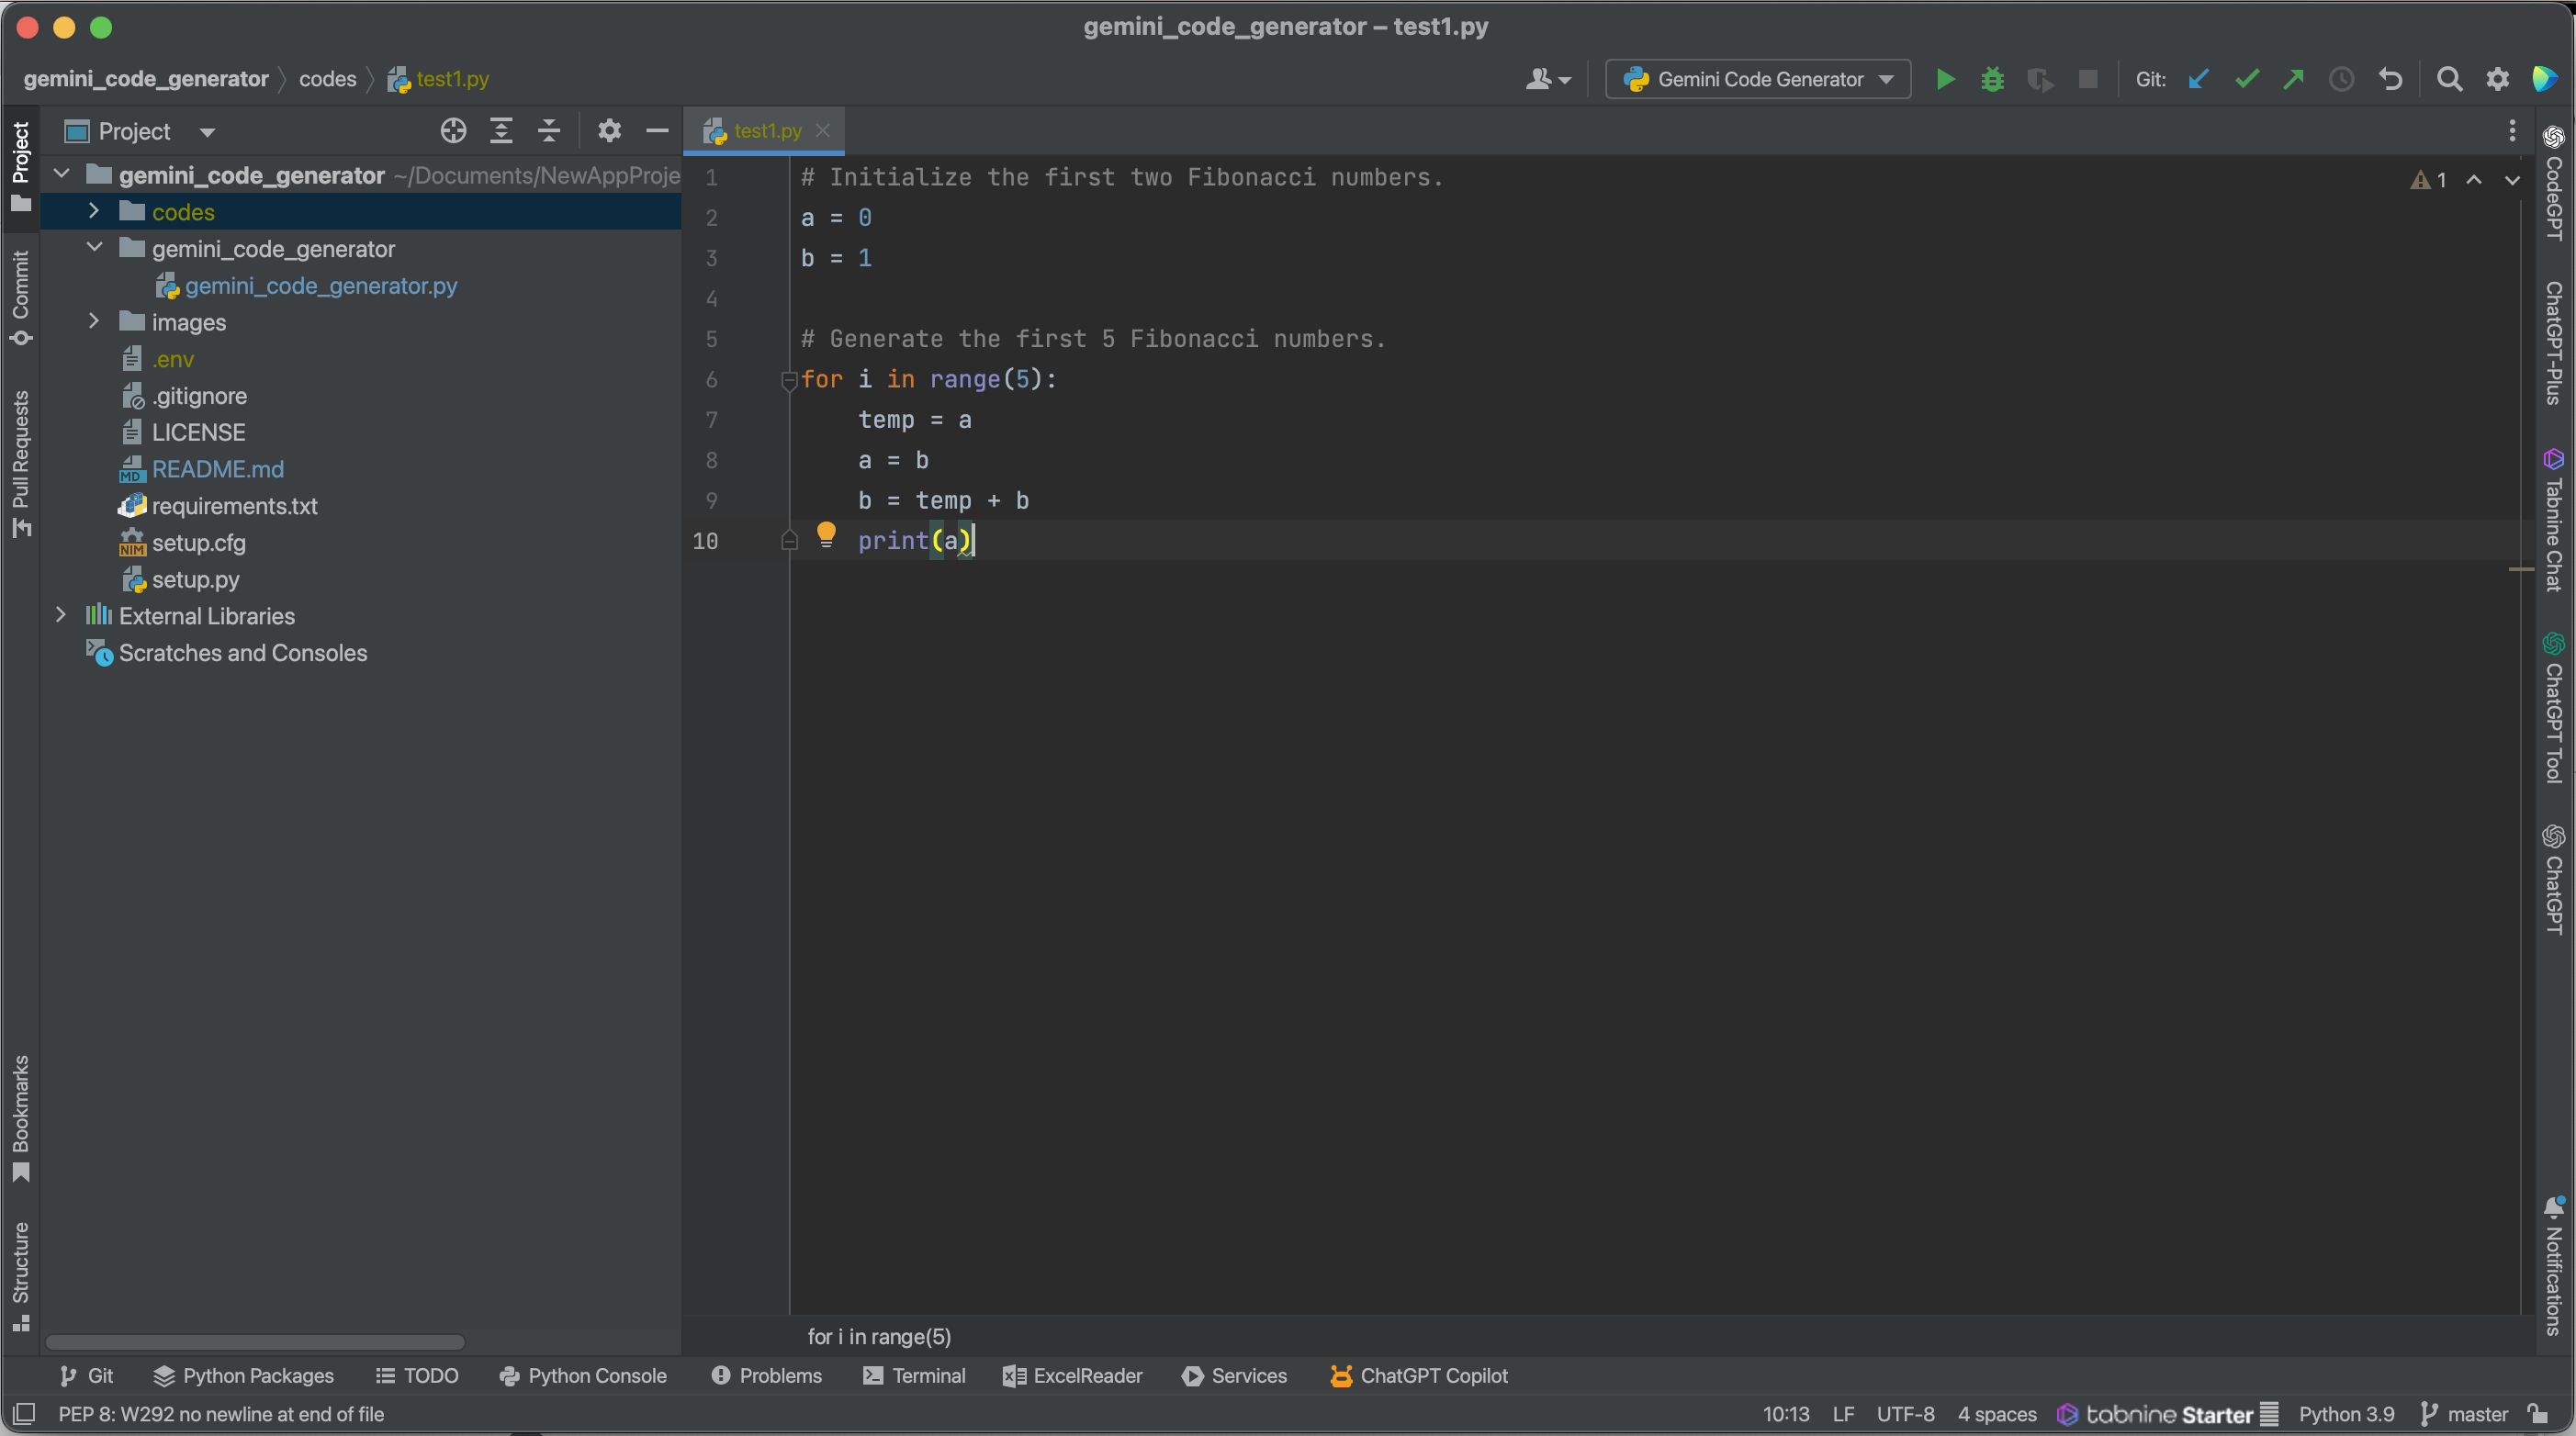 gemini_code_generator – test1.py
gemini_code_generator codes test1.py
Gemini Code Generator Git:
Project
Commit
Pull Requests
Bookmarks
Structure
Project
gemini_code_generator ~/Documents/NewAppProje
codes
gemini_code_generator
gemini_code_generator.py
images
.env
.gitignore
LICENSE
MD README.md
requirements.txt
NIM setup.cfg
setup.py
External Libraries
Scratches and Consoles
test1.py
1 # Initialize the first two Fibonacci numbers.
2 a = 0
3 b = 1
4
5 # Generate the first 5 Fibonacci numbers.
6 for i in range(5):
7     temp = a
8     a = b
9     b = temp + b
10     print(a)
1
for i in range(5)
CodeGPT
ChatGPT-Plus
Tabnine Chat
ChatGPT Tool
ChatGPT
Notifications
Git Python Packages TODO Python Console Problems Terminal ExcelReader Services ChatGPT Copilot
PEP 8: W292 no newline at end of file 10:13 LF UTF-8 4 spaces tabnine Starter Python 3.9 master